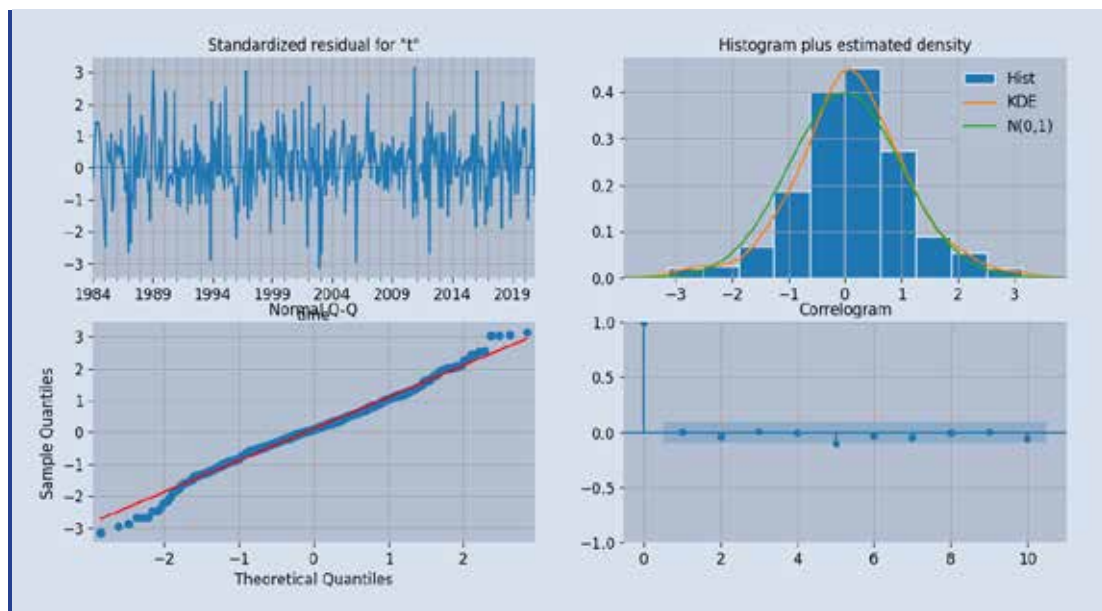 Standardized residual for "t"
3
2
1
0
−1
−2
−3
1984 1989 1994 1999 2004 2009 2014 2019
time
Histogram plus estimated density
Hist
KDE
N(0,1)
0.4
0.3
0.2
0.1
0.0
−3 −2 −1 0 1 2 3
Normal Q-Q
Sample Quantiles
3
2
1
0
−1
−2
−3
−2 −1 0 1 2
Theoretical Quantiles
Correlogram
1.0
0.5
0.0
−0.5
−1.0
0 2 4 6 8 10